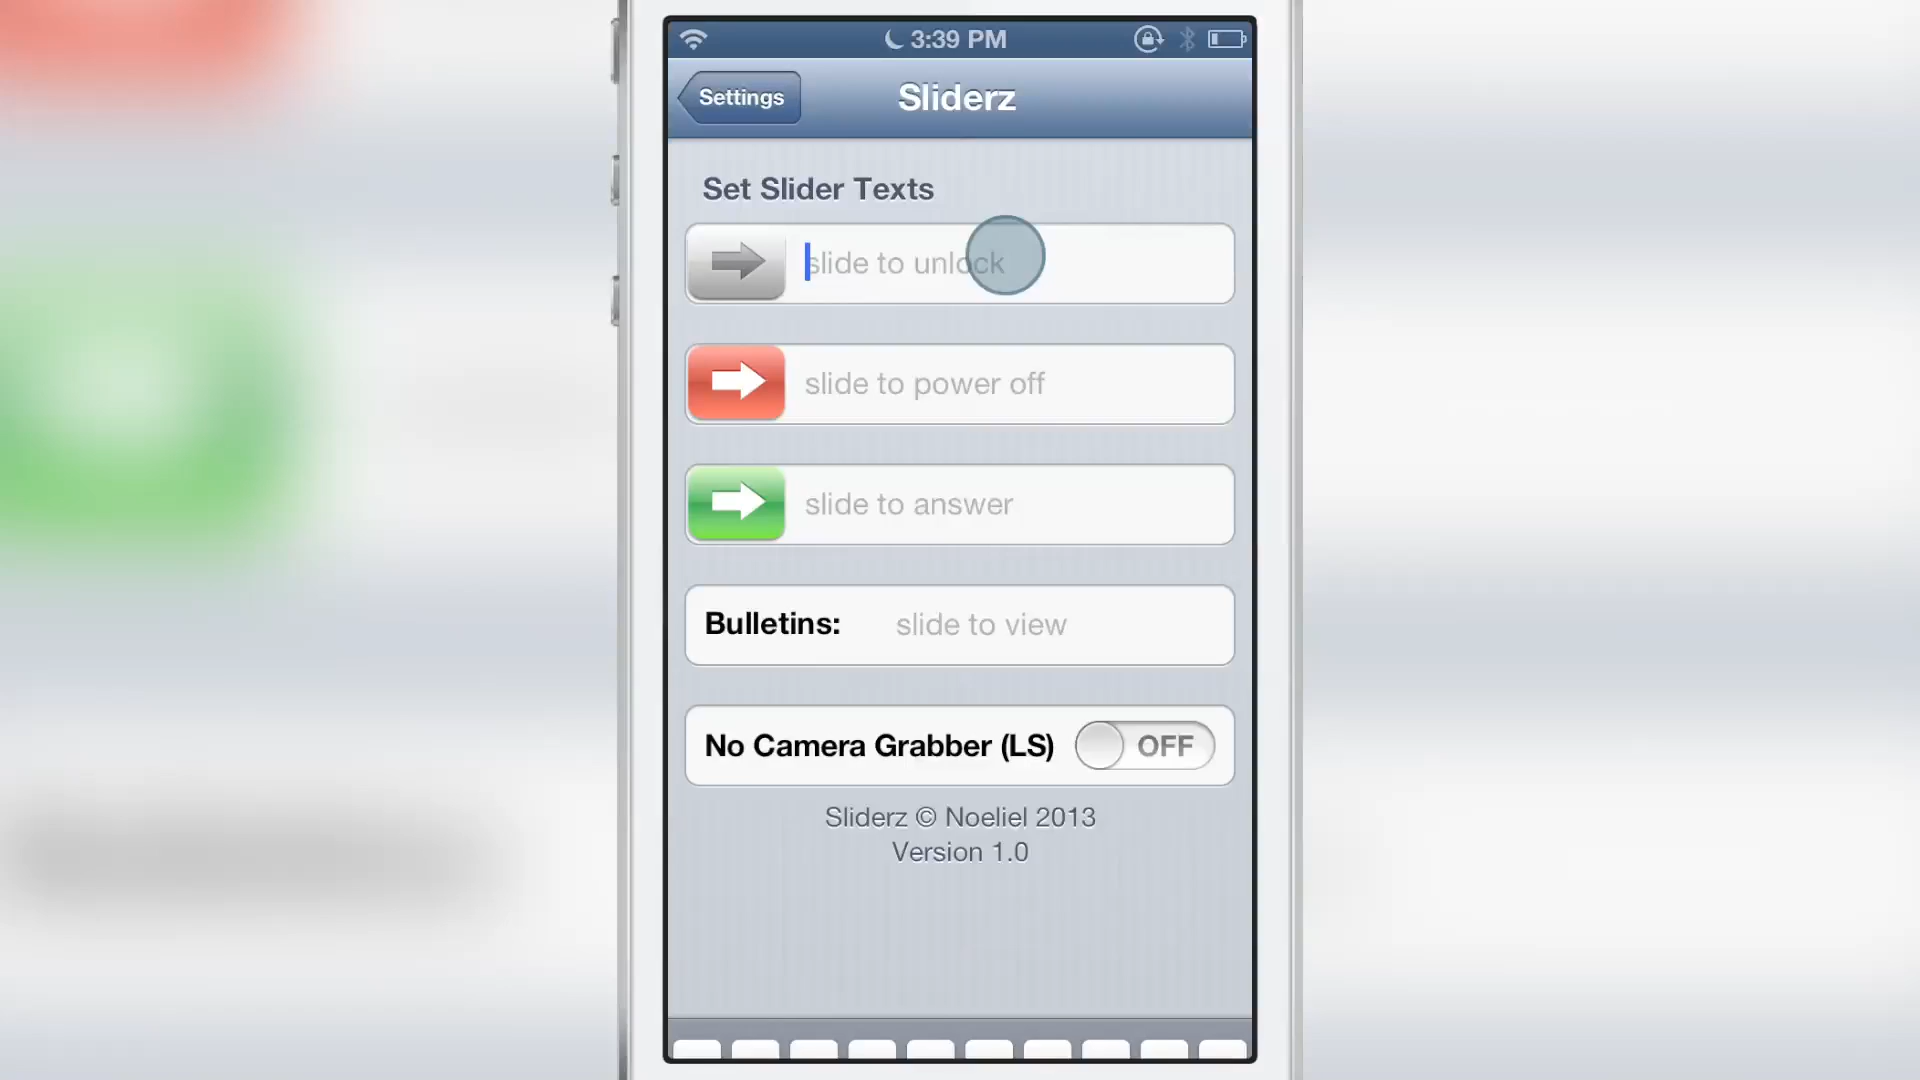 3:39 PM
Settings
Sliderz
Set Slider Texts
slide to unlock
slide to power off
slide to answer
Bulletins: slide to view
No Camera Grabber (LS) OFF
Sliderz © Noeliel 2013
Version 1.0